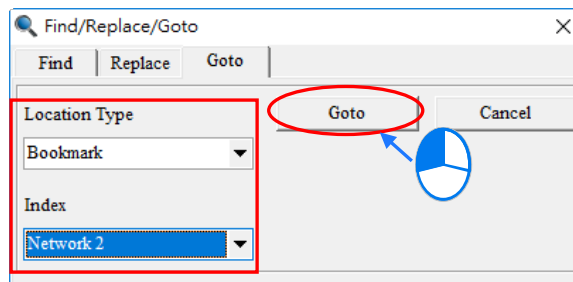 Find/Replace/Goto
Find Replace Goto
Location Type
Goto Cancel
Bookmark
Index
Network 2